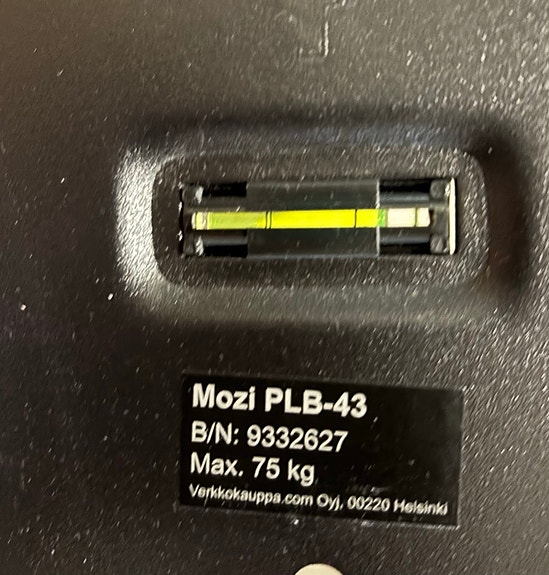 Mozi PLB-43
B/N: 9332627
Max. 75 kg
Verkkokauppa.com Oyj, 00220 Helsinki